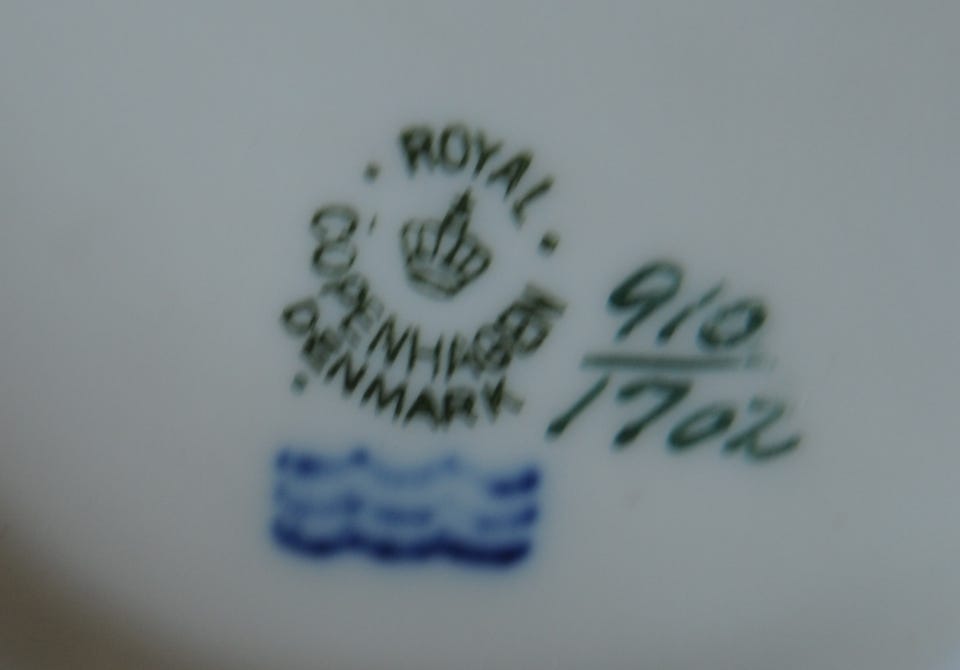 ROYAL
COPENHAGEN
DENMARK
910
1702